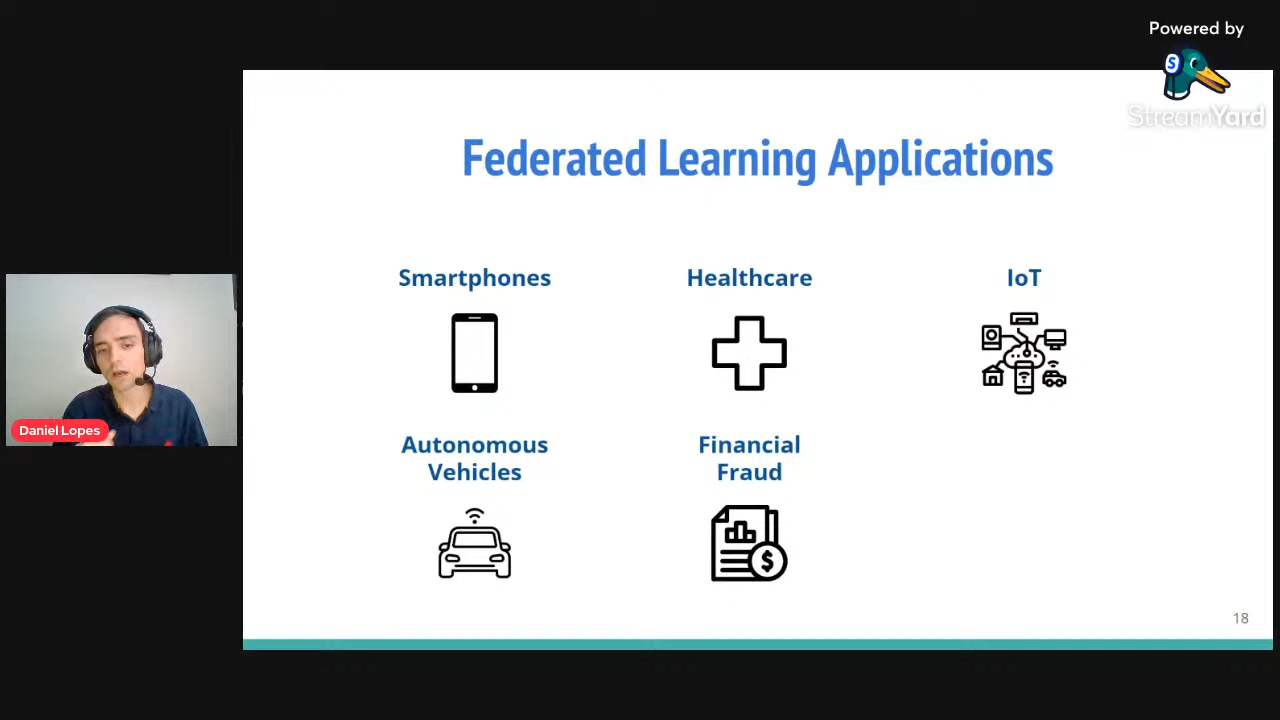 Powered by
S
StreamYard
Federated Learning Applications
Smartphones
Healthcare
IoT
Daniel Lopes
Autonomous
Vehicles
Financial
Fraud
$
18